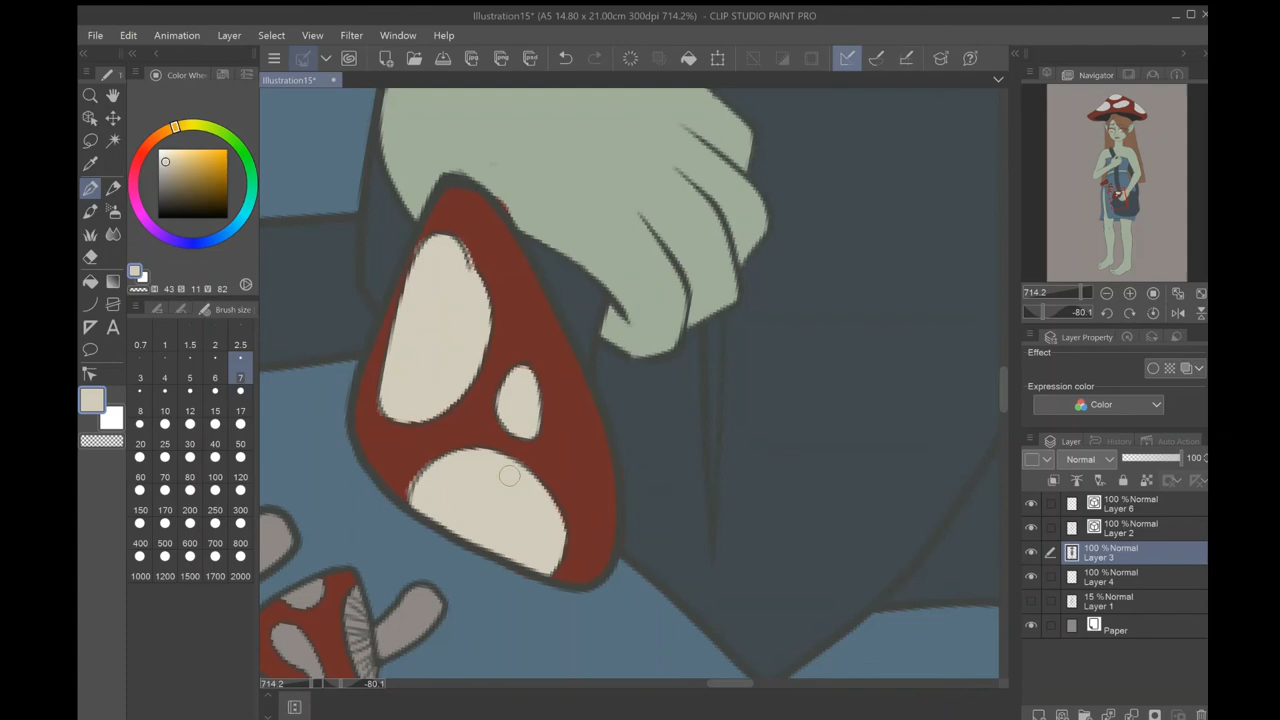 Illustration15* (A5 14.80 x 21.00cm 300dpi 714.2%) - CLIP STUDIO PAINT PRO
File Edit Animation Layer Select View Filter Window Help
Color Whe
Illustration15*
Navigator
714.2
-80.1
H 43 S 11 V 82
Brush size
0.7 1 1.5 2 2.5
3 4 5 6 7
8 10 12 15 17
20 25 30 40 50
60 70 80 100 120
150 170 200 250 300
400 500 600 700 800
1000 1200 1500 1700 2000
Layer Property
Effect
Expression color
Color
Layer History Auto Action
Normal 100
100 %Normal
Layer 6
100 %Normal
Layer 2
100 %Normal
Layer 3
100 %Normal
Layer 4
15 %Normal
Layer 1
Paper
714.2 -80.1